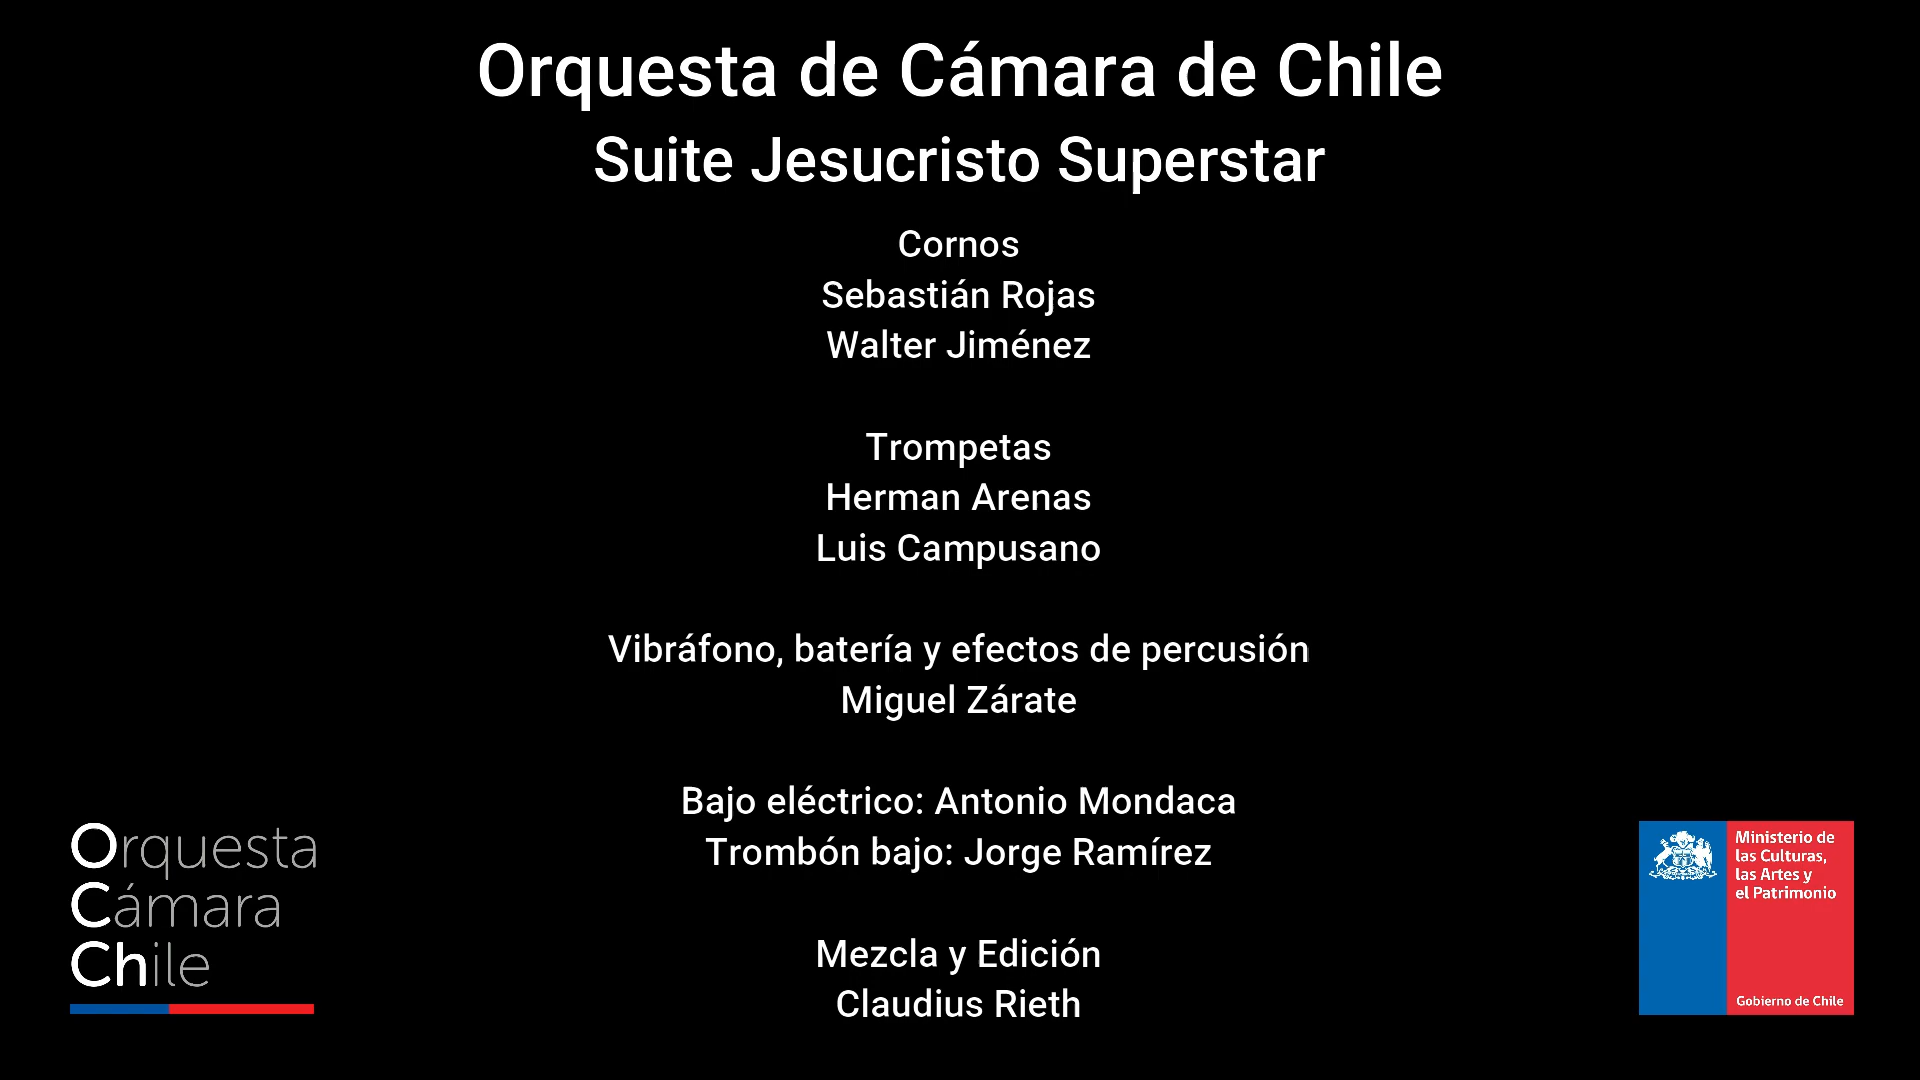 Orquesta de Cámara de Chile
Suite Jesucristo Superstar
Cornos
Sebastián Rojas
Walter Jiménez
Trompetas
Herman Arenas
Luis Campusano
Vibráfono, batería y efectos de percusión
Miguel Zárate
Bajo eléctrico: Antonio Mondaca
Trombón bajo: Jorge Ramírez
Mezcla y Edición
Claudius Rieth
Orquesta
Cámara
Chile
Ministerio de
las Culturas,
las Artes y
el Patrimonio
Gobierno de Chile